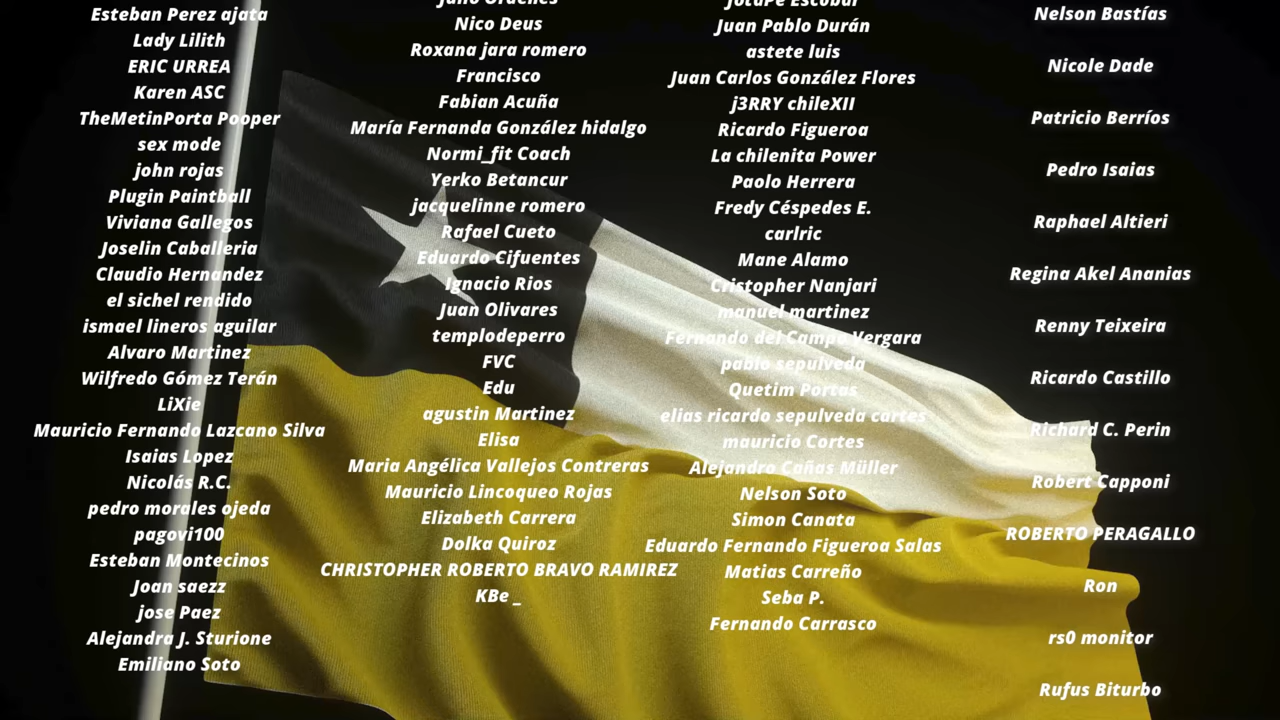 Esteban Perez ajata
Lady Lilith
ERIC URREA
Karen ASC
TheMetinPorta Pooper
sex mode
john rojas
Plugin Paintball
Viviana Gallegos
Joselin Caballeria
Claudio Hernandez
el sichel rendido
ismael lineros aguilar
Alvaro Martinez
Wilfredo Gómez Terán
LiXie
Mauricio Fernando Lazcano Silva
Isaias Lopez
Nicolás R.C.
pedro morales ojeda
pagovi100
Esteban Montecinos
Joan saezz
jose Paez
Alejandra J. Sturione
Emiliano Soto
Nico Deus
Roxana jara romero
Francisco
Fabian Acuña
María Fernanda González hidalgo
Normi_fit Coach
Yerko Betancur
jacquelinne romero
Rafael Cueto
Eduardo Cifuentes
Ignacio Rios
Juan Olivares
templodeperro
FVC
Edu
agustin Martinez
Elisa
Maria Angélica Vallejos Contreras
Mauricio Lincoqueo Rojas
Elizabeth Carrera
Dolka Quiroz
CHRISTOPHER ROBERTO BRAVO RAMIREZ
KBe _
JotaPe Escobar
Juan Pablo Durán
astete luis
Juan Carlos González Flores
j3RRY chileXII
Ricardo Figueroa
La chilenita Power
Paolo Herrera
Fredy Céspedes E.
carlric
Mane Alamo
Cristopher Nanjari
manuel martinez
Fernando del Campo Vergara
pablo sepulveda
Quetim Portas
elias ricardo sepulveda cartes
mauricio Cortes
Alejandro Cañas Müller
Nelson Soto
Simon Canata
Eduardo Fernando Figueroa Salas
Matias Carreño
Seba P.
Fernando Carrasco
Nelson Bastías
Nicole Dade
Patricio Berríos
Pedro Isaias
Raphael Altieri
Regina Akel Ananias
Renny Teixeira
Ricardo Castillo
Richard C. Perin
Robert Capponi
ROBERTO PERAGALLO
Ron
rs0 monitor
Rufus Biturbo